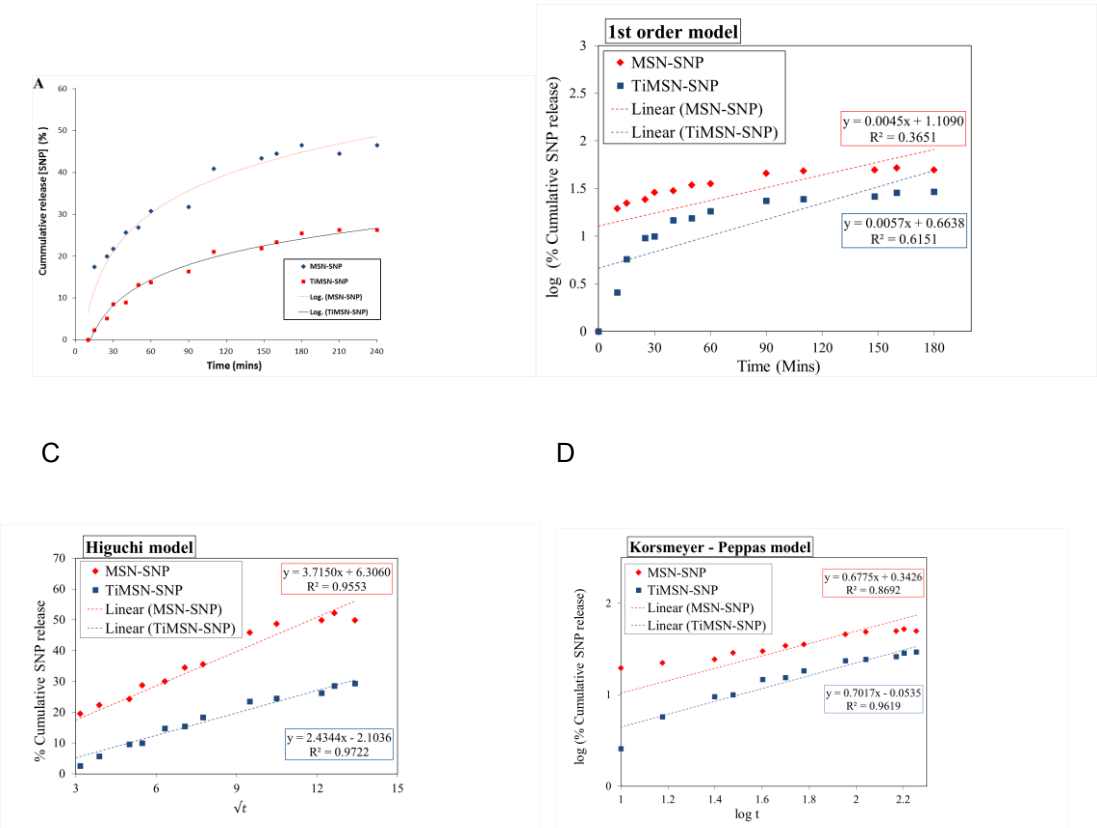 A
Cummulative release [SNP] (% )
60
50
40
30
20
10
0
0 30 60 90 120 150 180 210 240
Time (mins)
MSN-SNP
TiMSN-SNP
Log. (MSN-SNP)
Log. (TiMSN-SNP)
1st order model
log (% Cumulative SNP release)
3
2.5
2
1.5
1
0.5
0
0 30 60 90 120 150 180
Time (Mins)
MSN-SNP
TiMSN-SNP
Linear (MSN-SNP)
Linear (TiMSN-SNP)
y = 0.0045x + 1.1090
R² = 0.3651
y = 0.0057x + 0.6638
R² = 0.6151
C
D
Higuchi model
% Cumulative SNP release
70
60
50
40
30
20
10
0
3 6 9 12 15
√t
MSN-SNP
TiMSN-SNP
Linear (MSN-SNP)
Linear (TiMSN-SNP)
y = 3.7150x + 6.3060
R² = 0.9553
y = 2.4344x - 2.1036
R² = 0.9722
Korsmeyer - Peppas model
log (% Cumulative SNP release)
2
1
0
1 1.2 1.4 1.6 1.8 2 2.2
log t
MSN-SNP
TiMSN-SNP
Linear (MSN-SNP)
Linear (TiMSN-SNP)
y = 0.6775x + 0.3426
R² = 0.8692
y = 0.7017x - 0.0535
R² = 0.9619